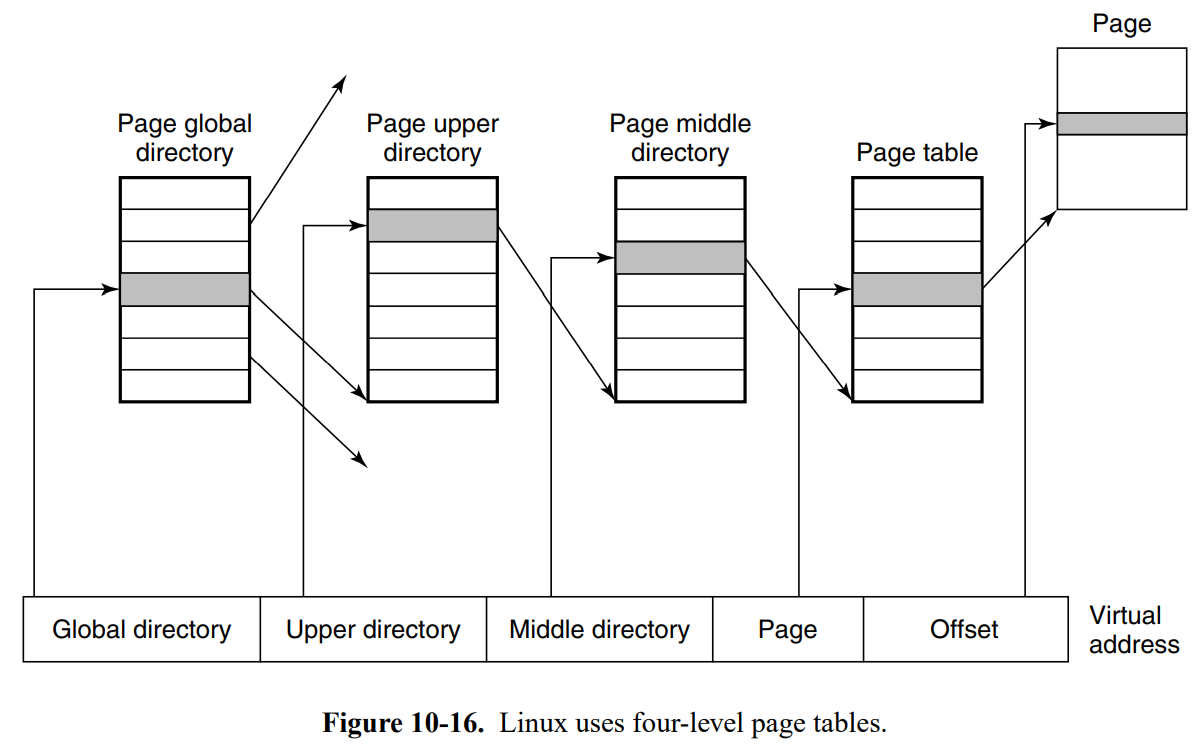 Page
Page global
directory
Page upper
directory
Page middle
directory
Page table
Global directory
Upper directory
Middle directory
Page
Offset
Virtual
address
Figure 10-16. Linux uses four-level page tables.